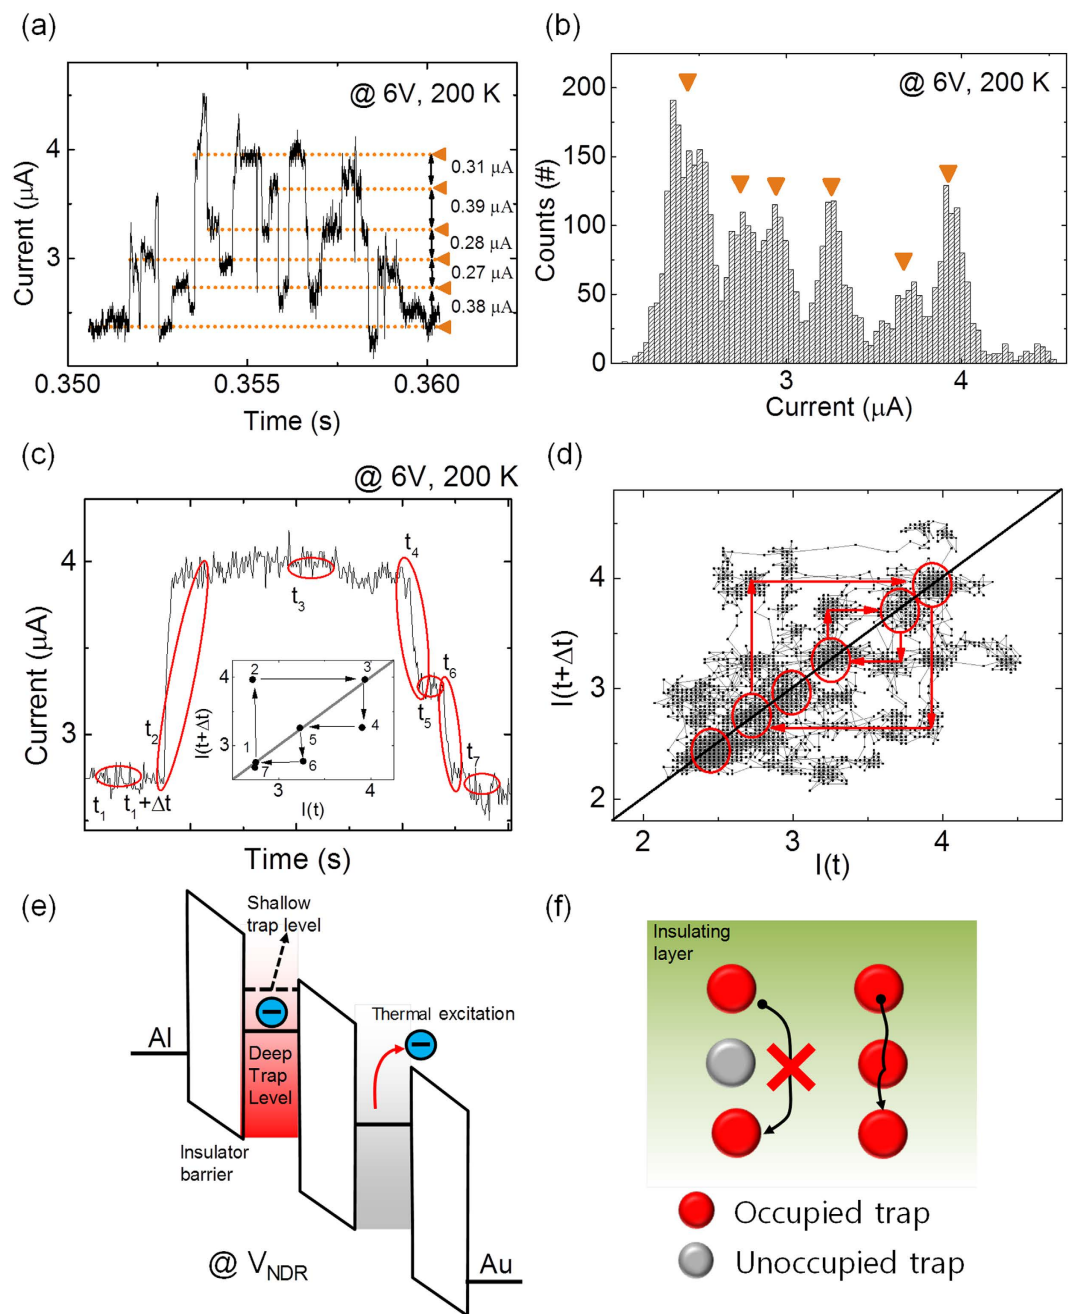 (a)
@ 6V, 200 K
4
3
Current (μA)
0.31 μA
0.39 μA
0.28 μA
0.27 μA
0.38 μA
0.350
0.355
0.360
Time (s)
(b)
@ 6V, 200 K
200
150
100
50
0
Counts (#)
3
4
Current (μA)
(c)
@ 6V, 200 K
4
3
Current (μA)
t1
t1+Δt
t2
t3
t4
t5
t6
t7
4
3
I(t+Δt)
2
3
1
5
4
7
6
3
4
I(t)
Time (s)
(d)
4
3
2
I(t+Δt)
2
3
4
I(t)
(e)
Shallow
trap level
Al
Deep
Trap
Level
Thermal excitation
Insulator
barrier
@ VNDR
Au
(f)
Insulating
layer
Occupied trap
Unoccupied trap